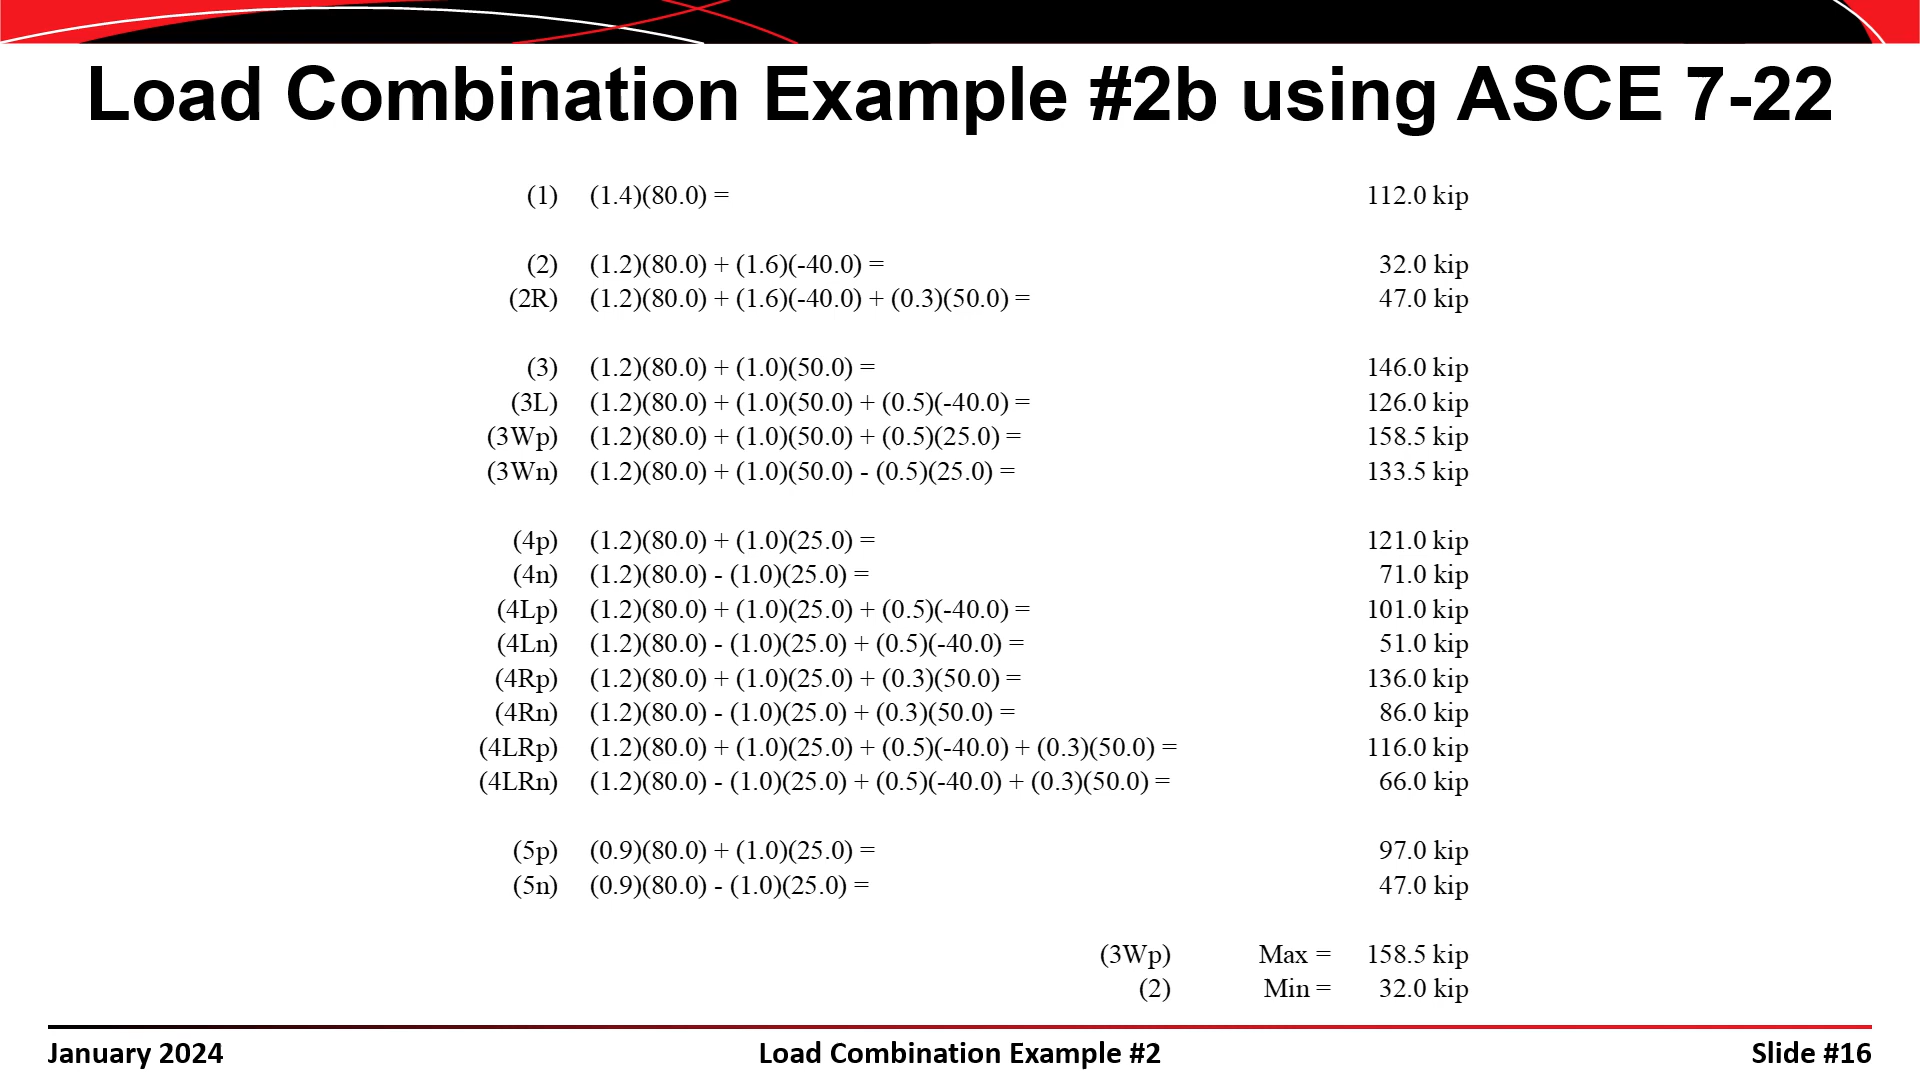 Load Combination Example #2b using ASCE 7-22
(1) (1.4)(80.0) = 112.0 kip
(2) (1.2)(80.0) + (1.6)(-40.0) = 32.0 kip
(2R) (1.2)(80.0) + (1.6)(-40.0) + (0.3)(50.0) = 47.0 kip
(3) (1.2)(80.0) + (1.0)(50.0) = 146.0 kip
(3L) (1.2)(80.0) + (1.0)(50.0) + (0.5)(-40.0) = 126.0 kip
(3Wp) (1.2)(80.0) + (1.0)(50.0) + (0.5)(25.0) = 158.5 kip
(3Wn) (1.2)(80.0) + (1.0)(50.0) - (0.5)(25.0) = 133.5 kip
(4p) (1.2)(80.0) + (1.0)(25.0) = 121.0 kip
(4n) (1.2)(80.0) - (1.0)(25.0) = 71.0 kip
(4Lp) (1.2)(80.0) + (1.0)(25.0) + (0.5)(-40.0) = 101.0 kip
(4Ln) (1.2)(80.0) - (1.0)(25.0) + (0.5)(-40.0) = 51.0 kip
(4Rp) (1.2)(80.0) + (1.0)(25.0) + (0.3)(50.0) = 136.0 kip
(4Rn) (1.2)(80.0) - (1.0)(25.0) + (0.3)(50.0) = 86.0 kip
(4LRp) (1.2)(80.0) + (1.0)(25.0) + (0.5)(-40.0) + (0.3)(50.0) = 116.0 kip
(4LRn) (1.2)(80.0) - (1.0)(25.0) + (0.5)(-40.0) + (0.3)(50.0) = 66.0 kip
(5p) (0.9)(80.0) + (1.0)(25.0) = 97.0 kip
(5n) (0.9)(80.0) - (1.0)(25.0) = 47.0 kip
(3Wp) Max = 158.5 kip
(2) Min = 32.0 kip
January 2024 Load Combination Example #2 Slide #16